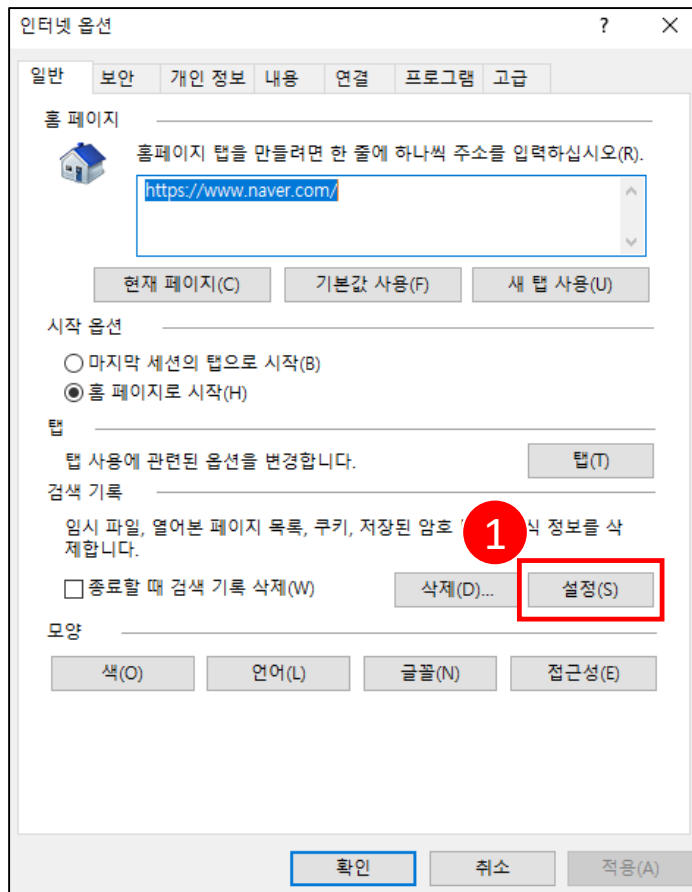 인터넷 옵션 ?
일반 보안 개인 정보 내용 연결 프로그램 고급
홈 페이지
홈페이지 탭을 만들려면 한 줄에 하나씩 주소를 입력하십시오(R).
https://www.naver.com/
현재 페이지(C) 기본값 사용(F) 새 탭 사용(U)
시작 옵션
마지막 세션의 탭으로 시작(B)
홈 페이지로 시작(H)
탭
탭 사용에 관련된 옵션을 변경합니다. 탭(T)
검색 기록
임시 파일, 열어본 페이지 목록, 쿠키, 저장된 암호 1 식 정보를 삭
제합니다.
종료할 때 검색 기록 삭제(W) 삭제(D)... 설정(S)
모양
색(O) 언어(L) 글꼴(N) 접근성(E)
확인 취소 적용(A)